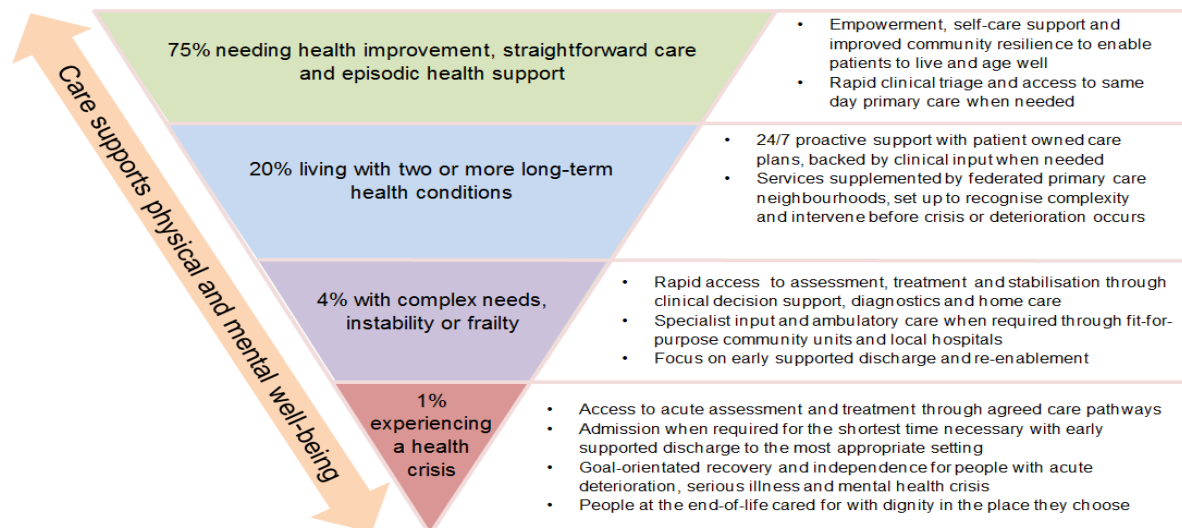 Care supports physical and mental well-being
75% needing health improvement, straightforward care
and episodic health support
• Empowerment, self-care support and
improved community resilience to enable
patients to live and age well
• Rapid clinical triage and access to same
day primary care when needed
20% living with two or more long-term
health conditions
• 24/7 proactive support with patient owned care
plans, backed by clinical input when needed
• Services supplemented by federated primary care
neighbourhoods, set up to recognise complexity
and intervene before crisis or deterioration occurs
4% with complex needs,
instability or frailty
• Rapid access to assessment, treatment and stabilisation through
clinical decision support, diagnostics and home care
• Specialist input and ambulatory care when required through fit-for-
purpose community units and local hospitals
• Focus on early supported discharge and re-enablement
1%
experiencing
a health
crisis
• Access to acute assessment and treatment through agreed care pathways
• Admission when required for the shortest time necessary with early
supported discharge to the most appropriate setting
• Goal-orientated recovery and independence for people with acute
deterioration, serious illness and mental health crisis
• People at the end-of-life cared for with dignity in the place they choose